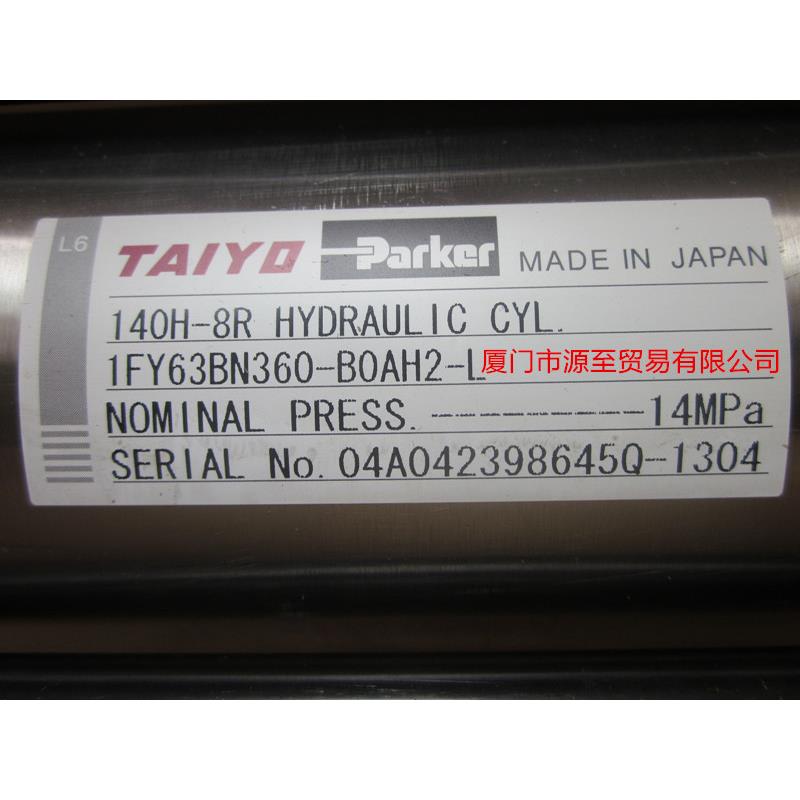 L6
TAIYO Parker MADE IN JAPAN
140H-8R HYDRAULIC CYL.
1FY63BN360-B0AH2-L
厦门市源至贸易有限公司
NOMINAL PRESS. 14MPa
SERIAL No. 04A042398645Q-1304